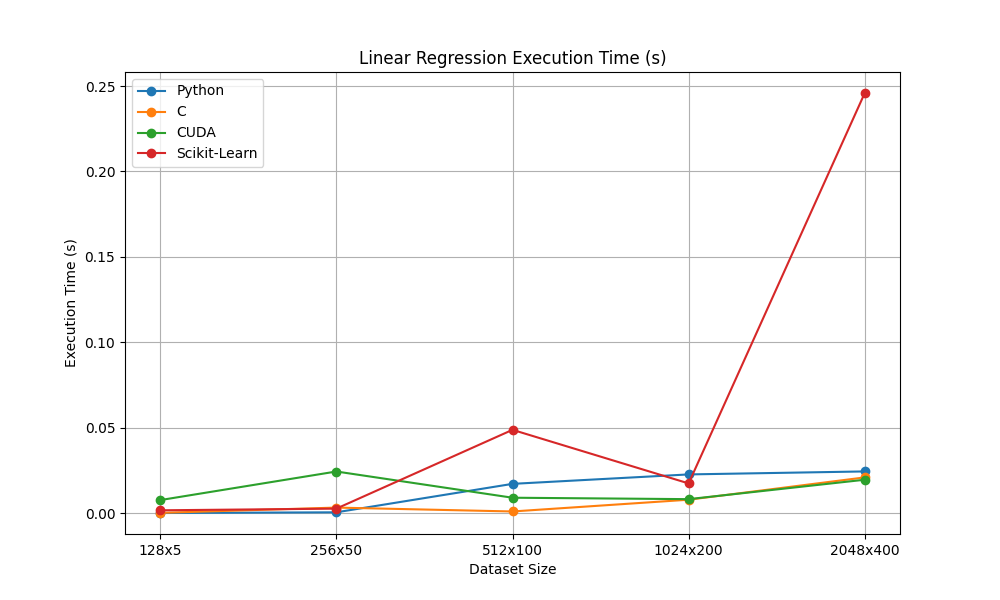 Linear Regression Execution Time (s)
Python
C
CUDA
Scikit-Learn
Execution Time (s)
0.25
0.20
0.15
0.10
0.05
0.00
128x5
256x50
512x100
1024x200
2048x400
Dataset Size